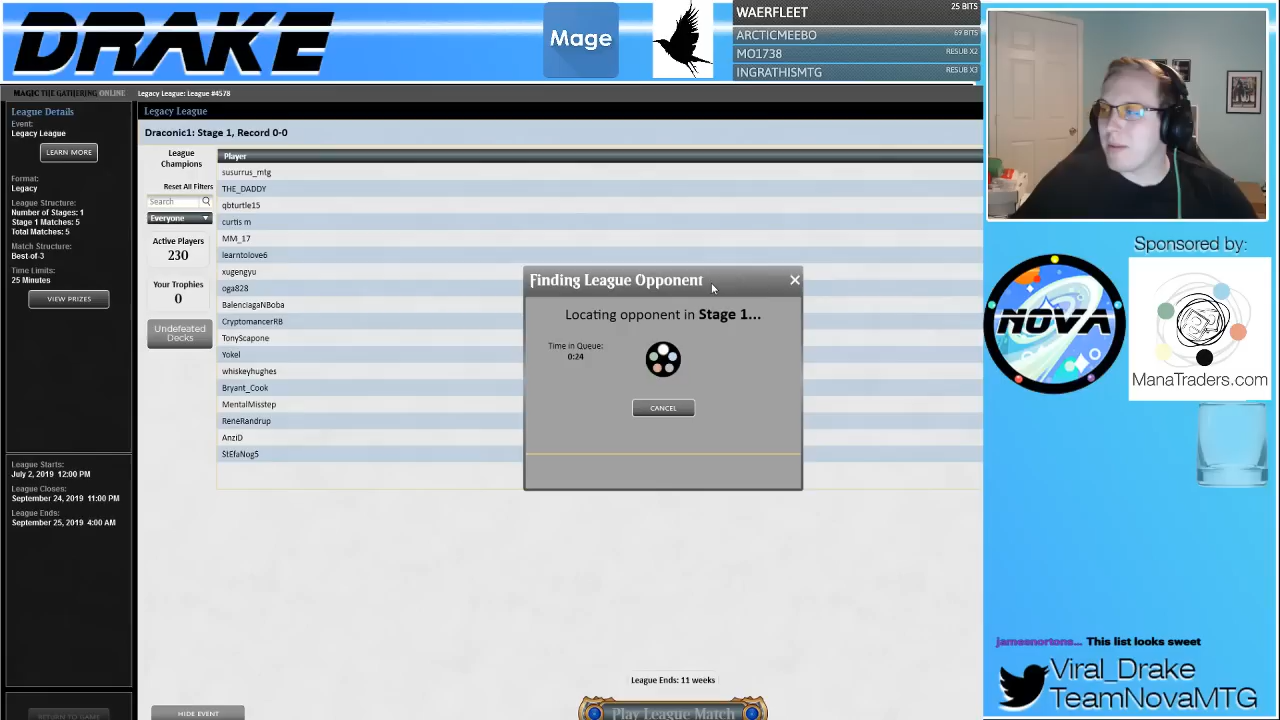 DRAKE
Mage
WAERFLEET 25 BITS
ARCTICMEEBO 69 BITS
MO1738 RESUB X2
INGRATHISMTG RESUB X3
MAGIC THE GATHERING ONLINE
Legacy League: League #4578
League Details
Event:
Legacy League
LEARN MORE
Format:
Legacy
League Structure:
Number of Stages: 1
Stage 1 Matches: 5
Total Matches: 5
Match Structure:
Best-of-3
Time Limits:
25 Minutes
VIEW PRIZES
League Starts:
July 2, 2019 12:00 PM
League Closes:
September 24, 2019 11:00 PM
League Ends:
September 25, 2019 4:00 AM
RETURN TO GAME
Legacy League
Draconic1: Stage 1, Record 0-0
League
Champions
Reset All Filters
Search
Everyone
Active Players
230
Your Trophies
0
Undefeated
Decks
Player
susurrus_mtg
THE_DADDY
qbturtle15
curtis m
MM_17
learntolove6
xugengyu
oga828
BalenciagaNBoba
CryptomancerRB
TonyScapone
Yokel
whiskeyhughes
Bryant_Cook
MentalMisstep
ReneRandrup
AnziD
StEfaNog5
Finding League Opponent
Locating opponent in Stage 1...
Time in Queue:
0:24
CANCEL
League Ends: 11 weeks
HIDE EVENT
Play League Match
Sponsored by:
NOVA
ManaTraders.com
jamesnortons... This list looks sweet
Viral_Drake
TeamNovaMTG